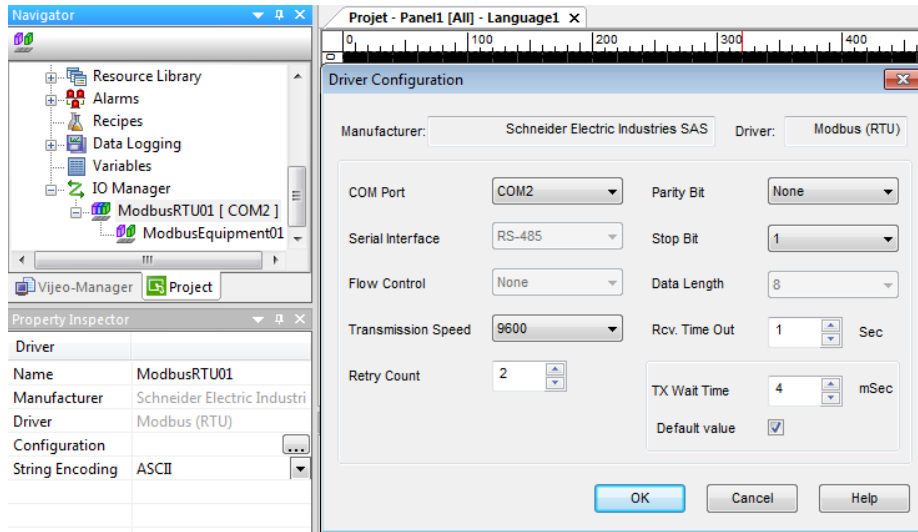 Navigator
Resource Library
Alarms
Recipes
Data Logging
Variables
IO Manager
ModbusRTU01 [ COM2 ]
ModbusEquipment01
Vijeo-Manager
Project
Property Inspector
Driver
Name ModbusRTU01
Manufacturer Schneider Electric Industri
Driver Modbus (RTU)
Configuration ...
String Encoding ASCII
Projet - Panel1 [All] - Language1
0 100 200 300 400
0
Driver Configuration
Manufacturer: Schneider Electric Industries SAS Driver: Modbus (RTU)
COM Port COM2 Parity Bit None
Serial Interface RS-485 Stop Bit 1
Flow Control None Data Length 8
Transmission Speed 9600 Rcv. Time Out 1 Sec
Retry Count 2 TX Wait Time 4 mSec
Default value
OK Cancel Help